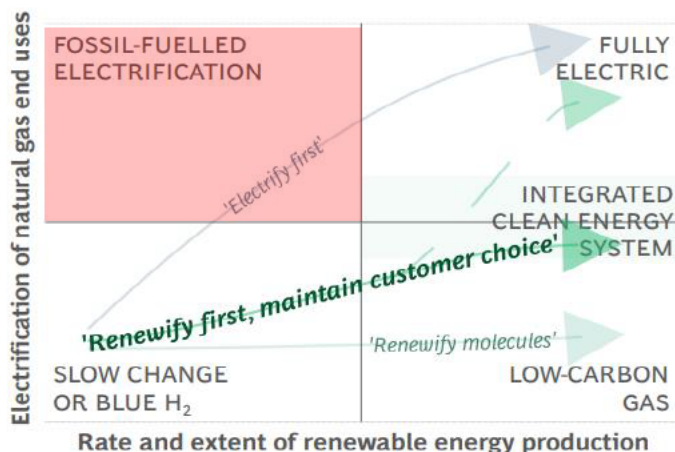 Electrification of natural gas end uses
FOSSIL-FUELLED
ELECTRIFICATION
FULLY
ELECTRIC
'Electrify first'
INTEGRATED
CLEAN ENERGY
SYSTEM
'Renewify first, maintain customer choice'
'Renewify molecules'
SLOW CHANGE
OR BLUE H₂
LOW-CARBON
GAS
Rate and extent of renewable energy production